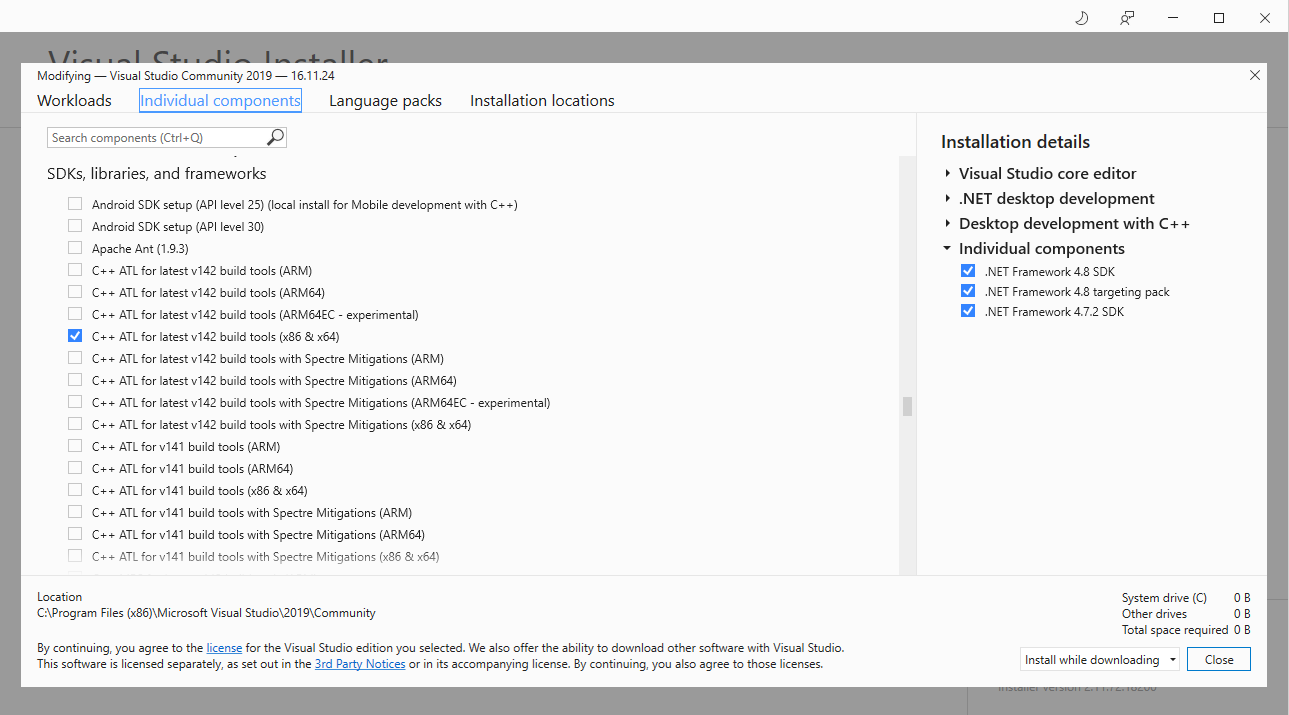 Visual Studio Installer
Modifying — Visual Studio Community 2019 — 16.11.24
Workloads
Individual components
Language packs
Installation locations
Search components (Ctrl+Q)
SDKs, libraries, and frameworks
Android SDK setup (API level 25) (local install for Mobile development with C++)
Android SDK setup (API level 30)
Apache Ant (1.9.3)
C++ ATL for latest v142 build tools (ARM)
C++ ATL for latest v142 build tools (ARM64)
C++ ATL for latest v142 build tools (ARM64EC - experimental)
C++ ATL for latest v142 build tools (x86 & x64)
C++ ATL for latest v142 build tools with Spectre Mitigations (ARM)
C++ ATL for latest v142 build tools with Spectre Mitigations (ARM64)
C++ ATL for latest v142 build tools with Spectre Mitigations (ARM64EC - experimental)
C++ ATL for latest v142 build tools with Spectre Mitigations (x86 & x64)
C++ ATL for v141 build tools (ARM)
C++ ATL for v141 build tools (ARM64)
C++ ATL for v141 build tools (x86 & x64)
C++ ATL for v141 build tools with Spectre Mitigations (ARM)
C++ ATL for v141 build tools with Spectre Mitigations (ARM64)
C++ ATL for v141 build tools with Spectre Mitigations (x86 & x64)
Installation details
Visual Studio core editor
.NET desktop development
Desktop development with C++
Individual components
.NET Framework 4.8 SDK
.NET Framework 4.8 targeting pack
.NET Framework 4.7.2 SDK
Location
C:\Program Files (x86)\Microsoft Visual Studio\2019\Community
System drive (C) 0 B
Other drives 0 B
Total space required 0 B
By continuing, you agree to the license for the Visual Studio edition you selected. We also offer the ability to download other software with Visual Studio.
This software is licensed separately, as set out in the 3rd Party Notices or in its accompanying license. By continuing, you also agree to those licenses.
Install while downloading
Close
Installer version